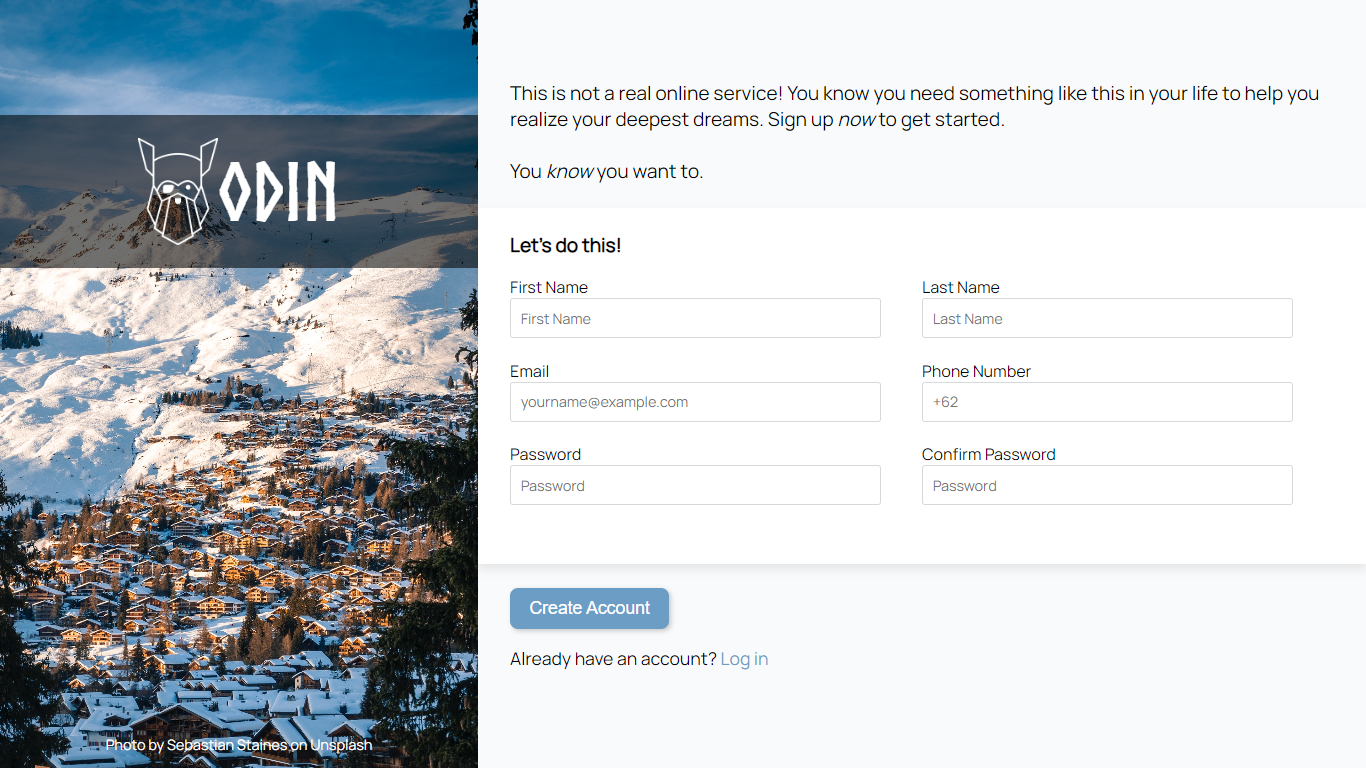 ODIN
Photo by Sebastian Staines on Unsplash
This is not a real online service! You know you need something like this in your life to help you
realize your deepest dreams. Sign up now to get started.
You know you want to.
Let's do this!
First Name
First Name
Last Name
Last Name
Email
yourname@example.com
Phone Number
+62
Password
Password
Confirm Password
Password
Create Account
Already have an account? Log in